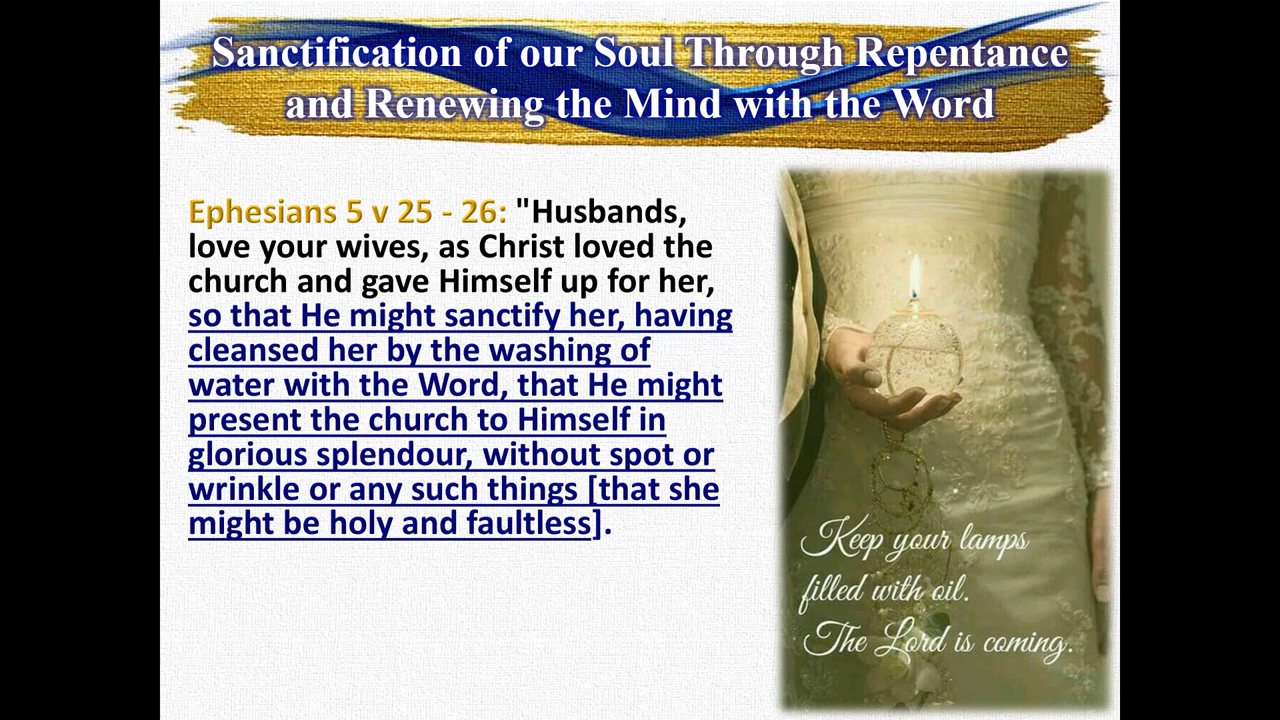 Sanctification of our Soul Through Repentance
and Renewing the Mind with the Word
Ephesians 5 v 25 - 26: "Husbands,
love your wives, as Christ loved the
church and gave Himself up for her,
so that He might sanctify her, having
cleansed her by the washing of
water with the Word, that He might
present the church to Himself in
glorious splendour, without spot or
wrinkle or any such things [that she
might be holy and faultless].
Keep your lamps
filled with oil.
The Lord is coming.